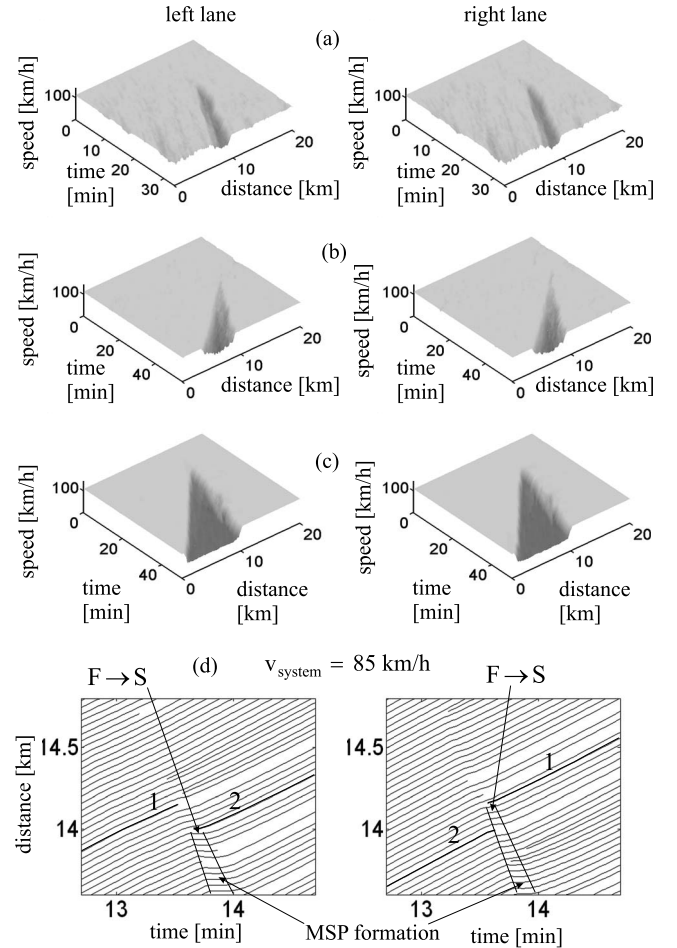 left lane right lane
(a)
speed [km/h] 100 0 10 20 30 time [min] 0 10 20 distance [km]
speed [km/h] 100 0 10 20 30 time [min] 0 10 20 distance [km]
(b)
speed [km/h] 100 0 20 40 time [min] 0 10 20 distance [km]
speed [km/h] 100 0 20 40 time [min] 0 10 20 distance [km]
(c)
speed [km/h] 100 0 20 40 time [min] 0 10 20 distance [km]
speed [km/h] 100 0 20 40 time [min] 0 10 20 distance [km]
(d) v_system = 85 km/h
F → S F → S
distance [km] 14.5 14 1 2
14.5 14 1 2
13 14 13 14
time [min] MSP formation time [min]